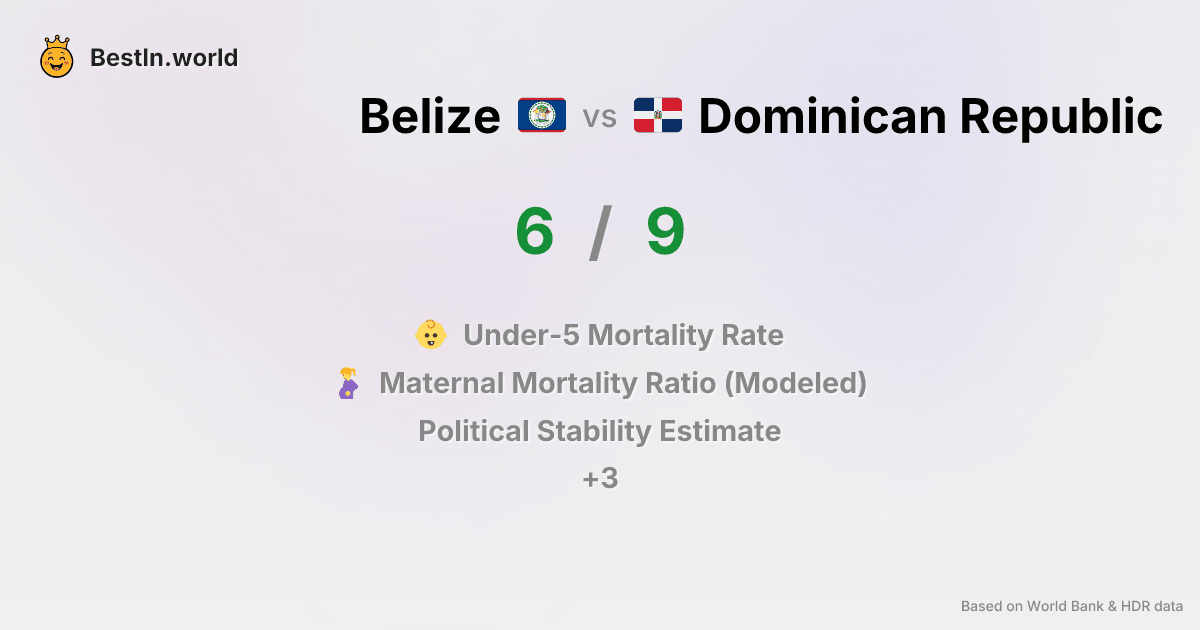 BestIn.world
Belize vs Dominican Republic
6 / 9
Under-5 Mortality Rate
Maternal Mortality Ratio (Modeled)
Political Stability Estimate
+3
Based on World Bank & HDR data